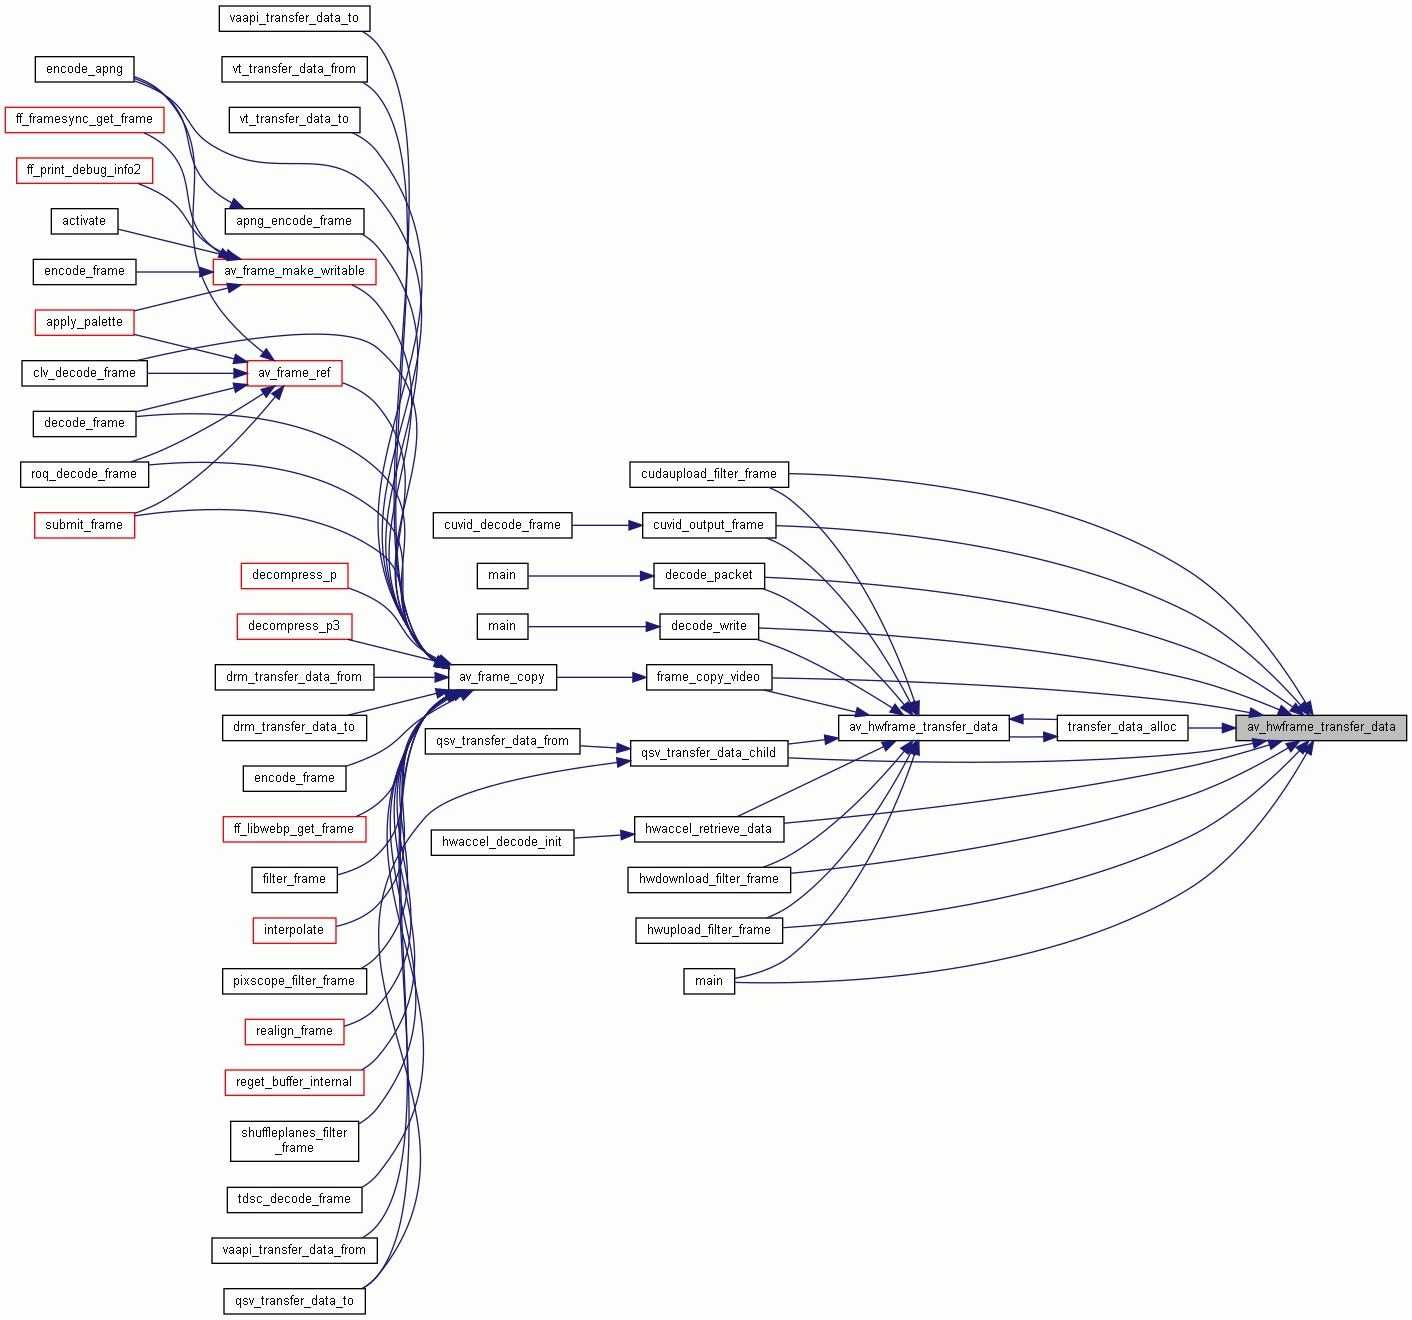 vaapi_transfer_data_to
encode_apng
vt_transfer_data_from
ff_framesync_get_frame
vt_transfer_data_to
ff_print_debug_info2
activate
apng_encode_frame
encode_frame
av_frame_make_writable
apply_palette
clv_decode_frame
av_frame_ref
decode_frame
roq_decode_frame
submit_frame
decompress_p
decompress_p3
drm_transfer_data_from
drm_transfer_data_to
encode_frame
ff_libwebp_get_frame
filter_frame
interpolate
pixscope_filter_frame
realign_frame
reget_buffer_internal
shuffleplanes_filter
_frame
tdsc_decode_frame
vaapi_transfer_data_from
qsv_transfer_data_to
av_frame_copy
cuvid_decode_frame
main
main
qsv_transfer_data_from
hwaccel_decode_init
cudaupload_filter_frame
cuvid_output_frame
decode_packet
decode_write
frame_copy_video
qsv_transfer_data_child
hwaccel_retrieve_data
hwdownload_filter_frame
hwupload_filter_frame
main
av_hwframe_transfer_data
transfer_data_alloc
av_hwframe_transfer_data